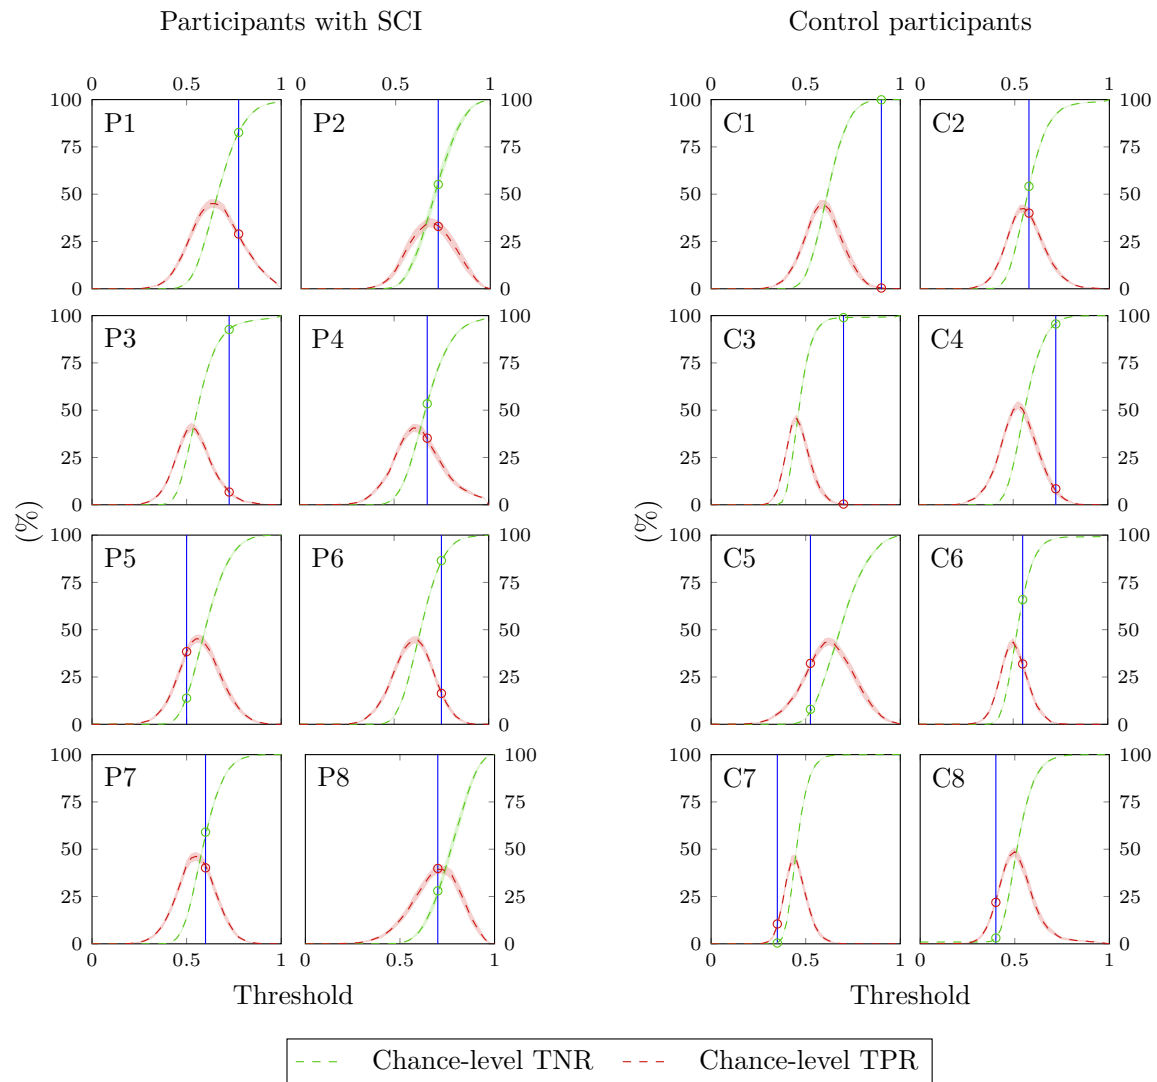 Participants with SCI
Control participants
0 0.5 1 0 0.5 1
0 0.5 1 0 0.5 1
100 P1 P2 100
75 75
50 50
25 25
0 0
100 C1 C2 100
75 75
50 50
25 25
0 0
100 P3 P4 100
75 75
50 50
25 25
0 0
100 C3 C4 100
75 75
50 50
25 25
0 0
(%)
(%)
100 P5 P6 100
75 75
50 50
25 25
0 0
100 C5 C6 100
75 75
50 50
25 25
0 0
100 P7 P8 100
75 75
50 50
25 25
0 0
100 C7 C8 100
75 75
50 50
25 25
0 0
0 0.5 1 0 0.5 1
0 0.5 1 0 0.5 1
Threshold
Threshold
Chance-level TNR Chance-level TPR